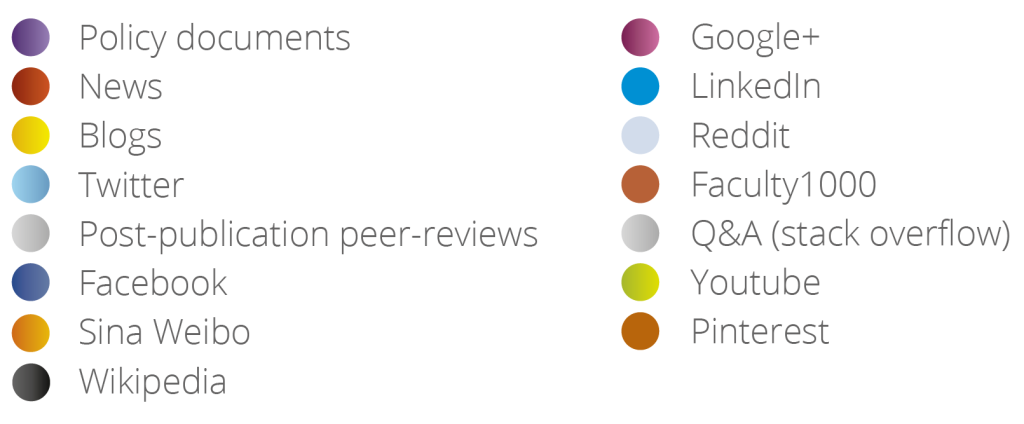 Policy documents
News
Blogs
Twitter
Post-publication peer-reviews
Facebook
Sina Weibo
Wikipedia
Google+
LinkedIn
Reddit
Faculty1000
Q&A (stack overflow)
Youtube
Pinterest